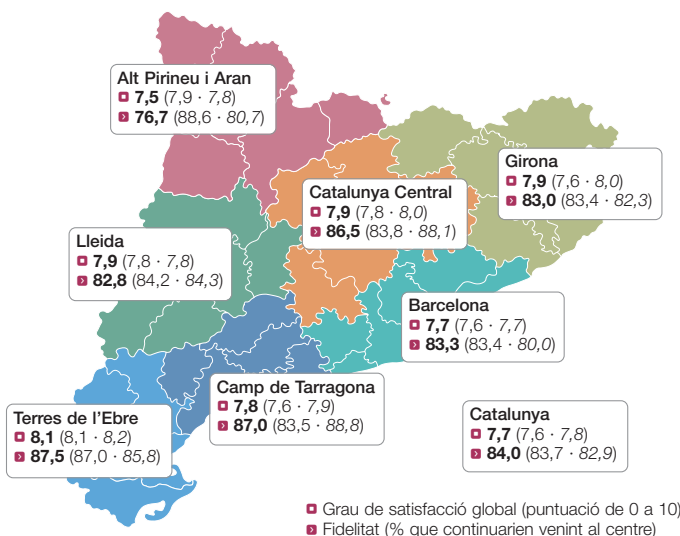 Alt Pirineu i Aran
7,5 (7,9 · 7,8)
76,7 (88,6 · 80,7)
Girona
7,9 (7,6 · 8,0)
83,0 (83,4 · 82,3)
Catalunya Central
7,9 (7,8 · 8,0)
86,5 (83,8 · 88,1)
Lleida
7,9 (7,8 · 7,8)
82,8 (84,2 · 84,3)
Barcelona
7,7 (7,6 · 7,7)
83,3 (83,4 · 80,0)
Camp de Tarragona
7,8 (7,6 · 7,9)
87,0 (83,5 · 88,8)
Terres de l’Ebre
8,1 (8,1 · 8,2)
87,5 (87,0 · 85,8)
Catalunya
7,7 (7,6 · 7,8)
84,0 (83,7 · 82,9)
Grau de satisfacció global (puntuació de 0 a 10)
Fidelitat (% que continuarien venint al centre)